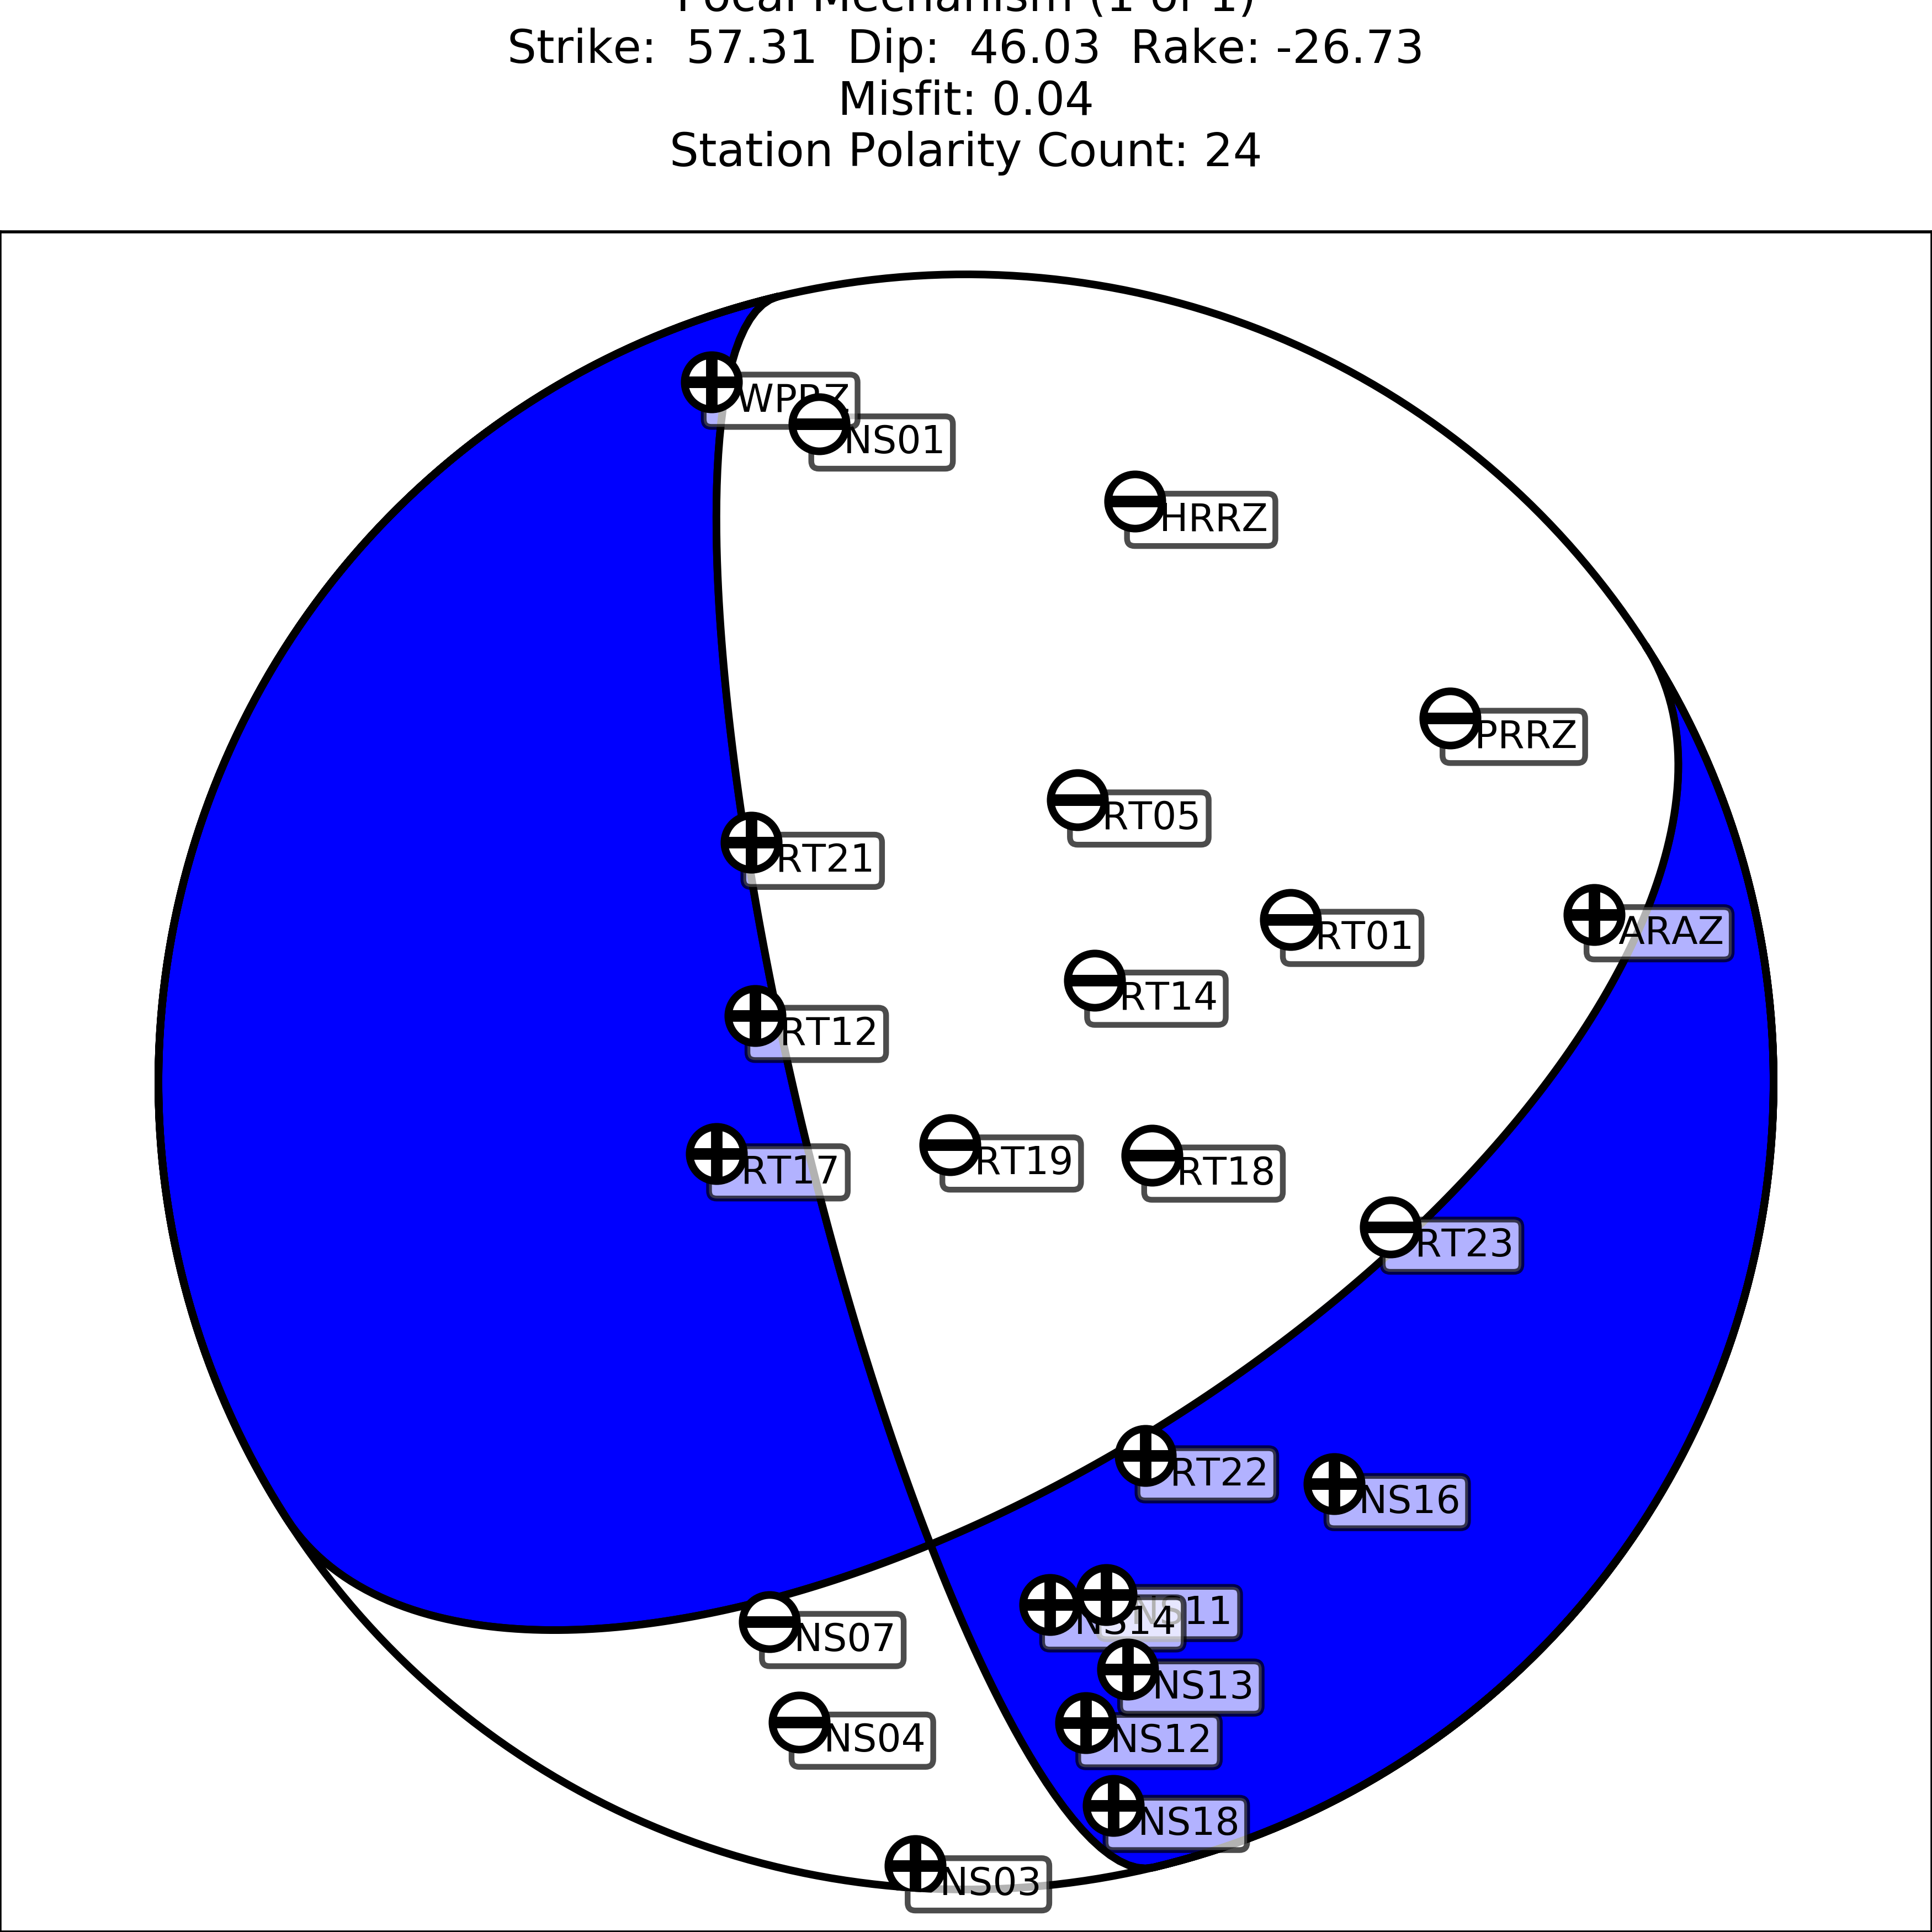 Focal Mechanism (1 of 1)
Strike:  57.31  Dip:  46.03  Rake: -26.73
Misfit: 0.04
Station Polarity Count: 24
WPRZ
NS01
HRRZ
PRRZ
RT05
RT21
RT01
ARAZ
RT14
RT12
RT19
RT17
RT18
RT23
RT22
NS16
NS11
NS14
NS07
NS13
NS04
NS12
NS18
NS03